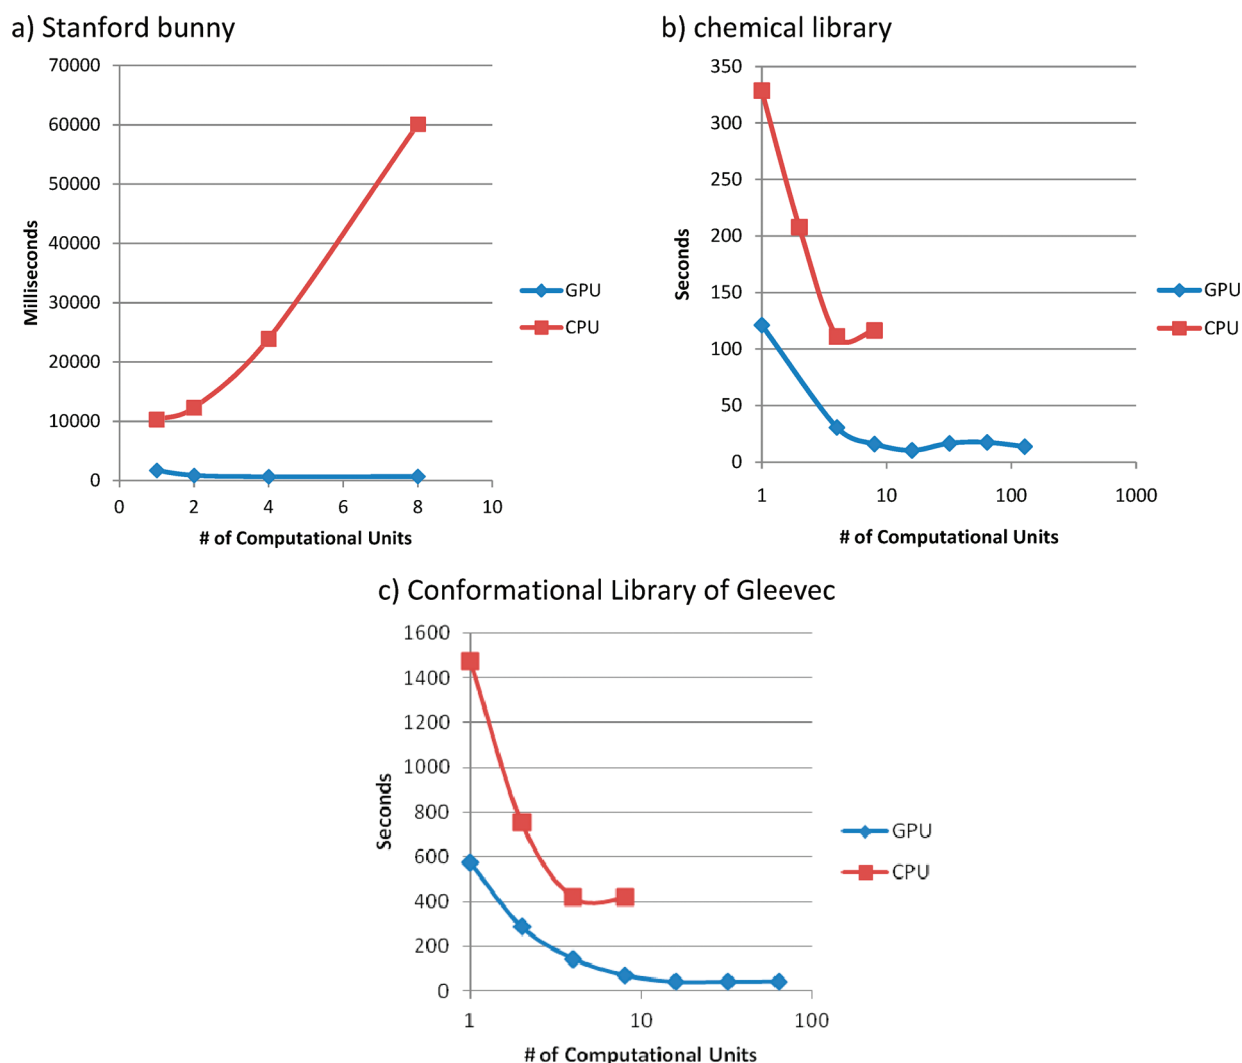 a) Stanford bunny
70000
60000
50000
40000
30000
20000
10000
0
Milliseconds
0 2 4 6 8 10
# of Computational Units
GPU
CPU
b) chemical library
350
300
250
200
150
100
50
0
Seconds
1 10 100 1000
# of Computational Units
GPU
CPU
c) Conformational Library of Gleevec
1600
1400
1200
1000
800
600
400
200
0
Seconds
1 10 100
# of Computational Units
GPU
CPU